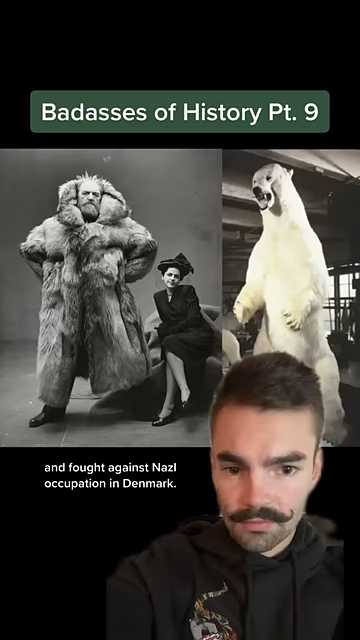 Badasses of History Pt. 9
and fought against NazI
occupation in Denmark.